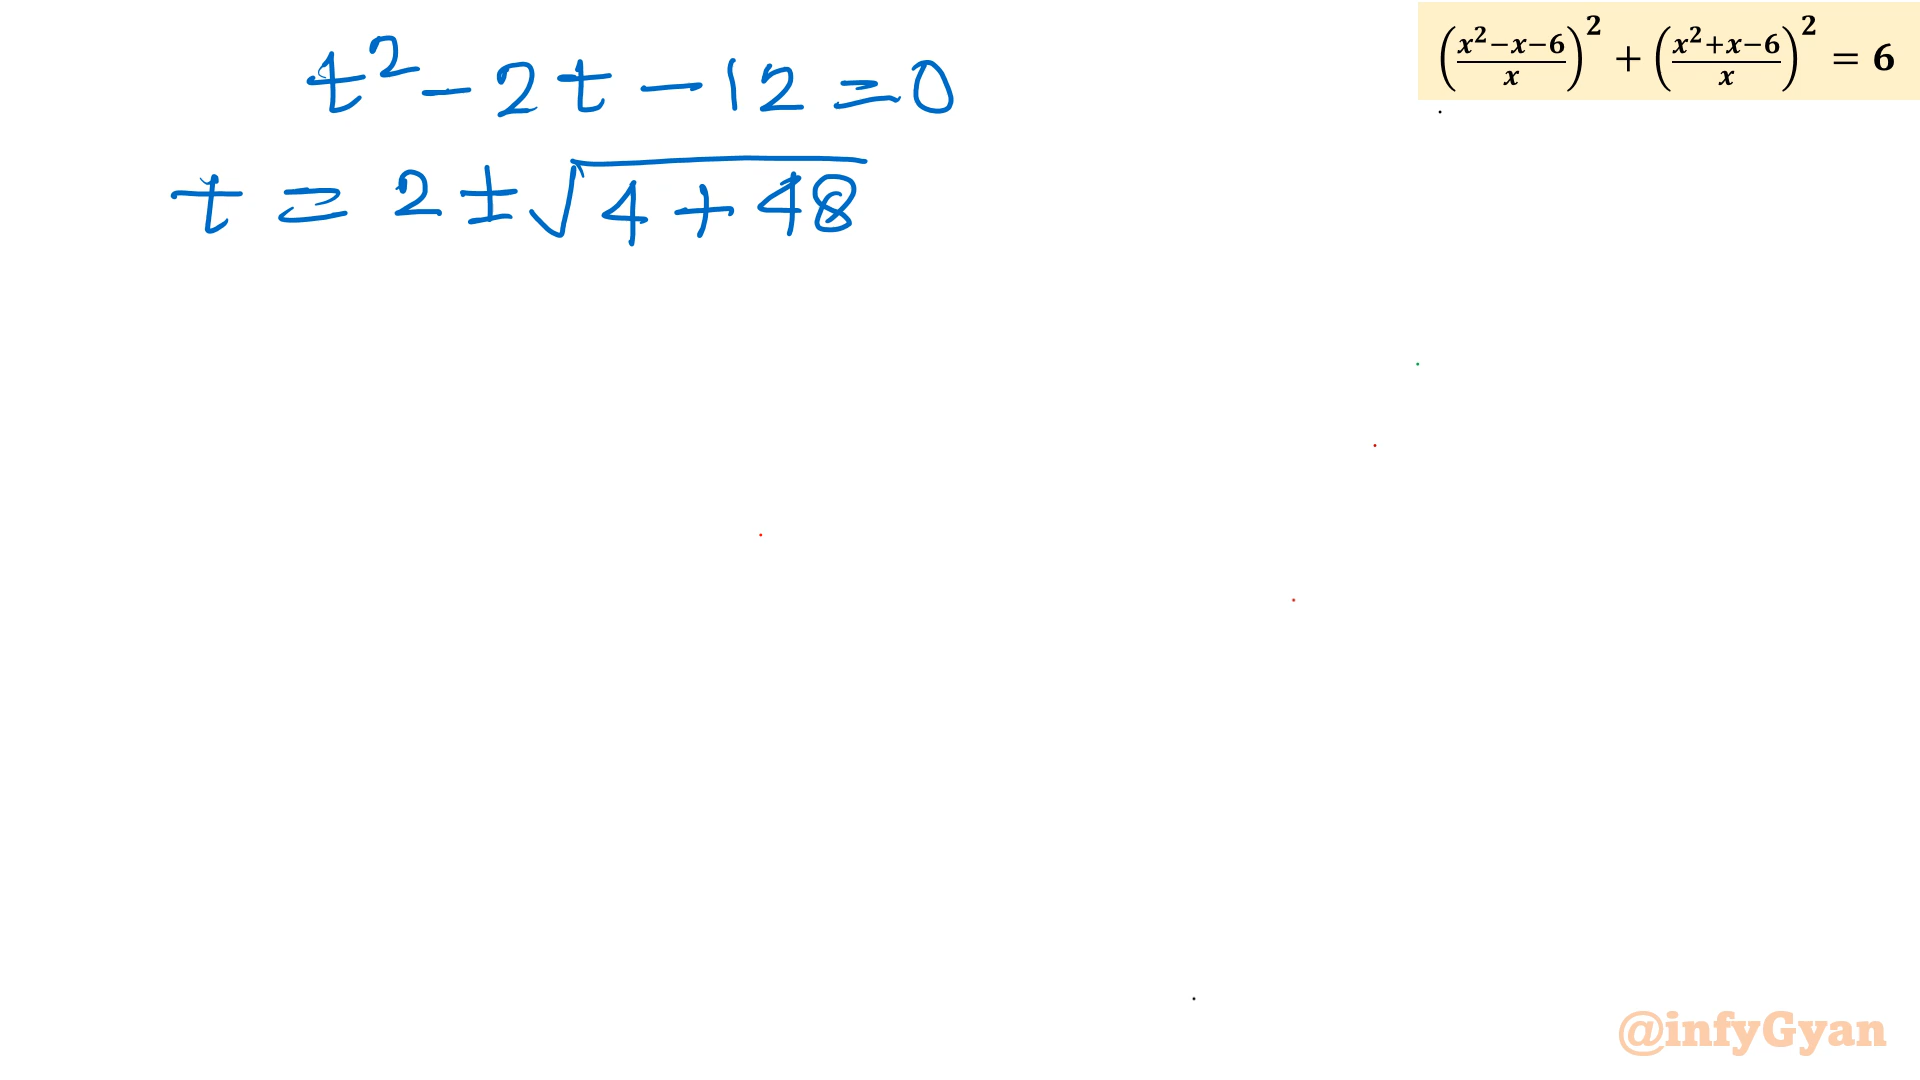 t² - 2t - 12 = 0
t = 2 ± √(4 + 48)
((x²−x−6)/x)² + ((x²+x−6)/x)² = 6
@infyGyan